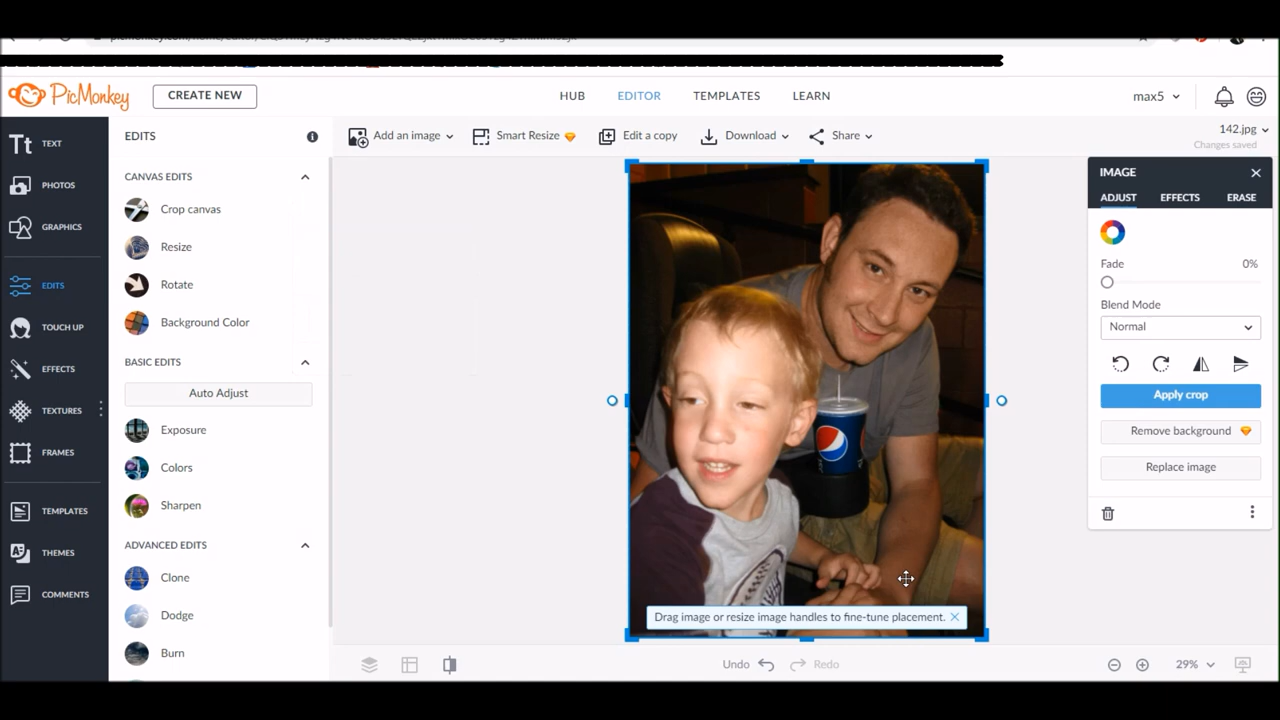 PicMonkey
CREATE NEW
HUB
EDITOR
TEMPLATES
LEARN
max5
Tt TEXT
PHOTOS
GRAPHICS
EDITS
TOUCH UP
EFFECTS
TEXTURES
FRAMES
TEMPLATES
THEMES
COMMENTS
EDITS
CANVAS EDITS
Crop canvas
Resize
Rotate
Background Color
BASIC EDITS
Auto Adjust
Exposure
Colors
Sharpen
ADVANCED EDITS
Clone
Dodge
Burn
Add an image
Smart Resize
Edit a copy
Download
Share
142.jpg
Changes saved
Drag image or resize image handles to fine-tune placement.
Undo
Redo
29%
IMAGE
ADJUST
EFFECTS
ERASE
Fade 0%
Blend Mode
Normal
Apply crop
Remove background
Replace image